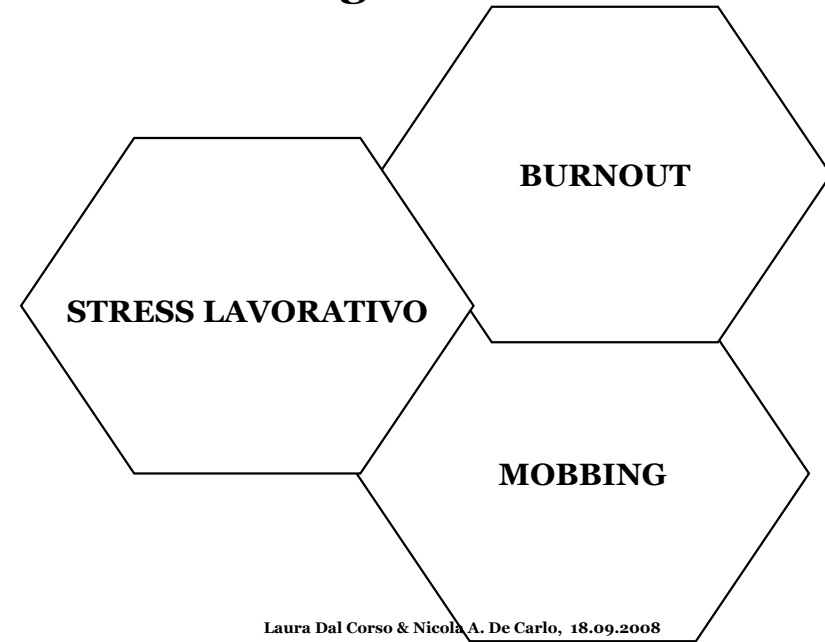 BURNOUT
STRESS LAVORATIVO
MOBBING
Laura Dal Corso & Nicola A. De Carlo, 18.09.2008